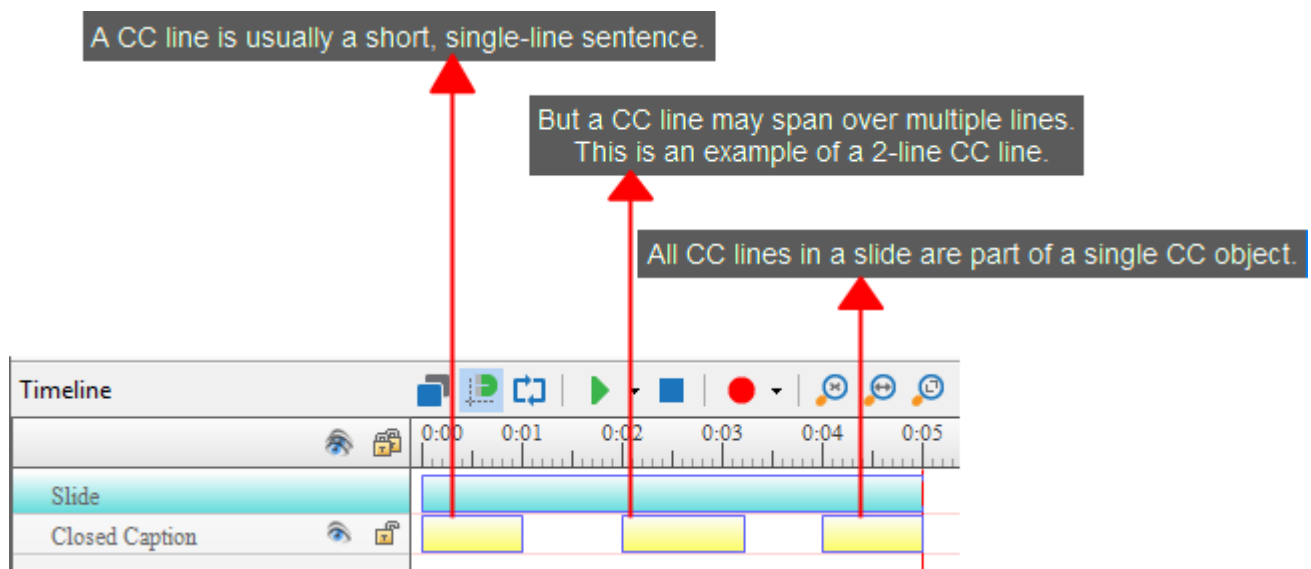 A CC line is usually a short, single-line sentence.
But a CC line may span over multiple lines.
This is an example of a 2-line CC line.
All CC lines in a slide are part of a single CC object.
Timeline
0:00 0:01 0:02 0:03 0:04 0:05
Slide
Closed Caption